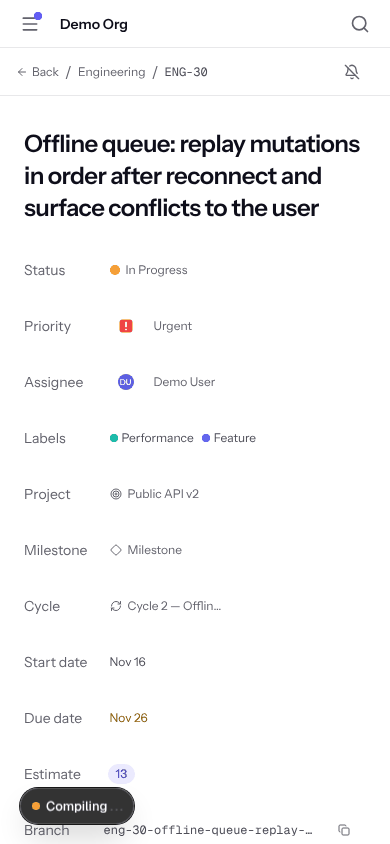 Demo Org
Back / Engineering / ENG-30
Offline queue: replay mutations
in order after reconnect and
surface conflicts to the user
Status In Progress
Priority Urgent
Assignee DU Demo User
Labels Performance Feature
Project Public API v2
Milestone Milestone
Cycle Cycle 2 — Offlin...
Start date Nov 16
Due date Nov 26
Estimate 13
Compiling ...
Branch eng-30-offline-queue-replay-…